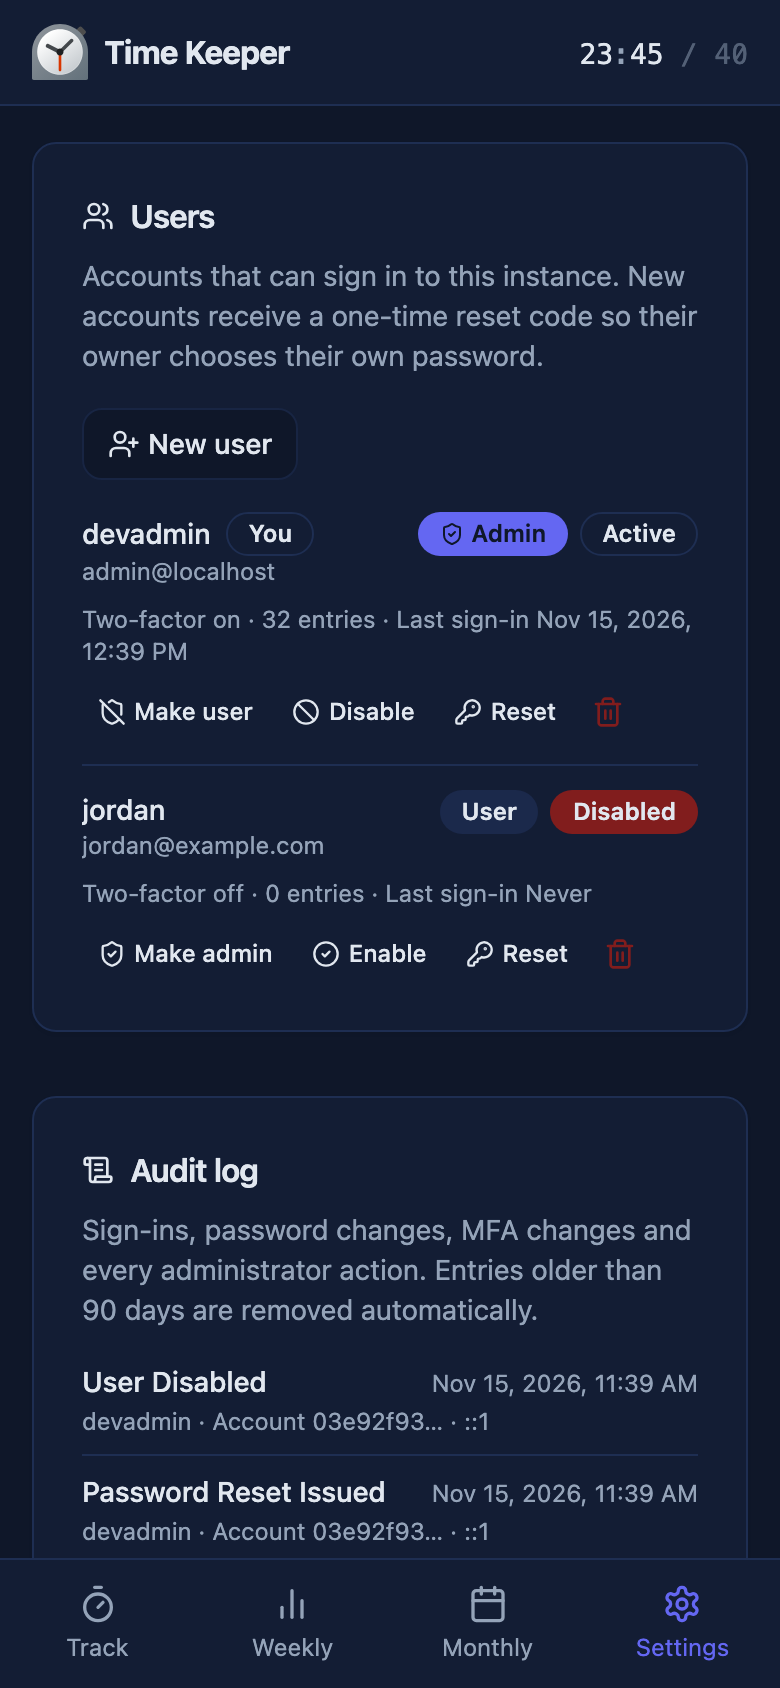 Time Keeper
23:45 / 40
Users
Accounts that can sign in to this instance. New
accounts receive a one-time reset code so their
owner chooses their own password.
New user
devadmin You Admin Active
admin@localhost
Two-factor on · 32 entries · Last sign-in Nov 15, 2026,
12:39 PM
Make user Disable Reset
jordan User Disabled
jordan@example.com
Two-factor off · 0 entries · Last sign-in Never
Make admin Enable Reset
Audit log
Sign-ins, password changes, MFA changes and
every administrator action. Entries older than
90 days are removed automatically.
User Disabled Nov 15, 2026, 11:39 AM
devadmin · Account 03e92f93… · ::1
Password Reset Issued Nov 15, 2026, 11:39 AM
devadmin · Account 03e92f93… · ::1
Track Weekly Monthly Settings